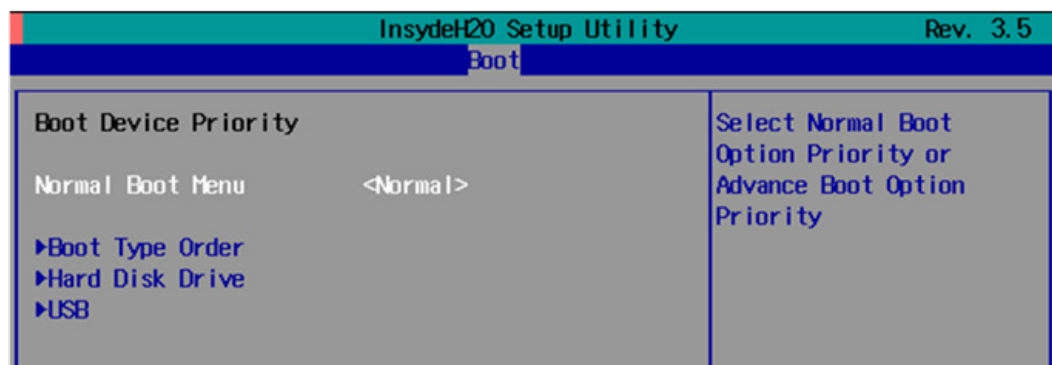 InsydeH2O Setup Utility Rev. 3.5
Boot
Boot Device Priority
Normal Boot Menu <Normal>
▶Boot Type Order
▶Hard Disk Drive
▶USB
Select Normal Boot
Option Priority or
Advance Boot Option
Priority